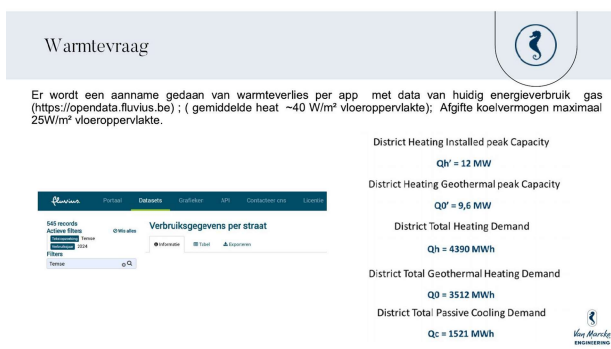 Warmtevraag
Er wordt een aanname gedaan van warmteverlies per app met data van huidig energieverbruik gas
(https://opendata.fluvius.be) ; ( gemiddelde heat ~40 W/m² vloeroppervlakte); Afgifte koelvermogen maximaal
25W/m² vloeroppervlakte.
fluvius.
Portaal Datasets Grafieken API Contacteer ons Licentie
545 records
Actieve filters Wis alles
Temse
2024
Filters
Temse
Verbruiksgegevens per straat
Informatie Tabel Exporteren
District Heating Installed peak Capacity
Qh' = 12 MW
District Heating Geothermal peak Capacity
Q0' = 9,6 MW
District Total Heating Demand
Qh = 4390 MWh
District Total Geothermal Heating Demand
Q0 = 3512 MWh
District Total Passive Cooling Demand
Qc = 1521 MWh
Van Marcke
ENGINEERING